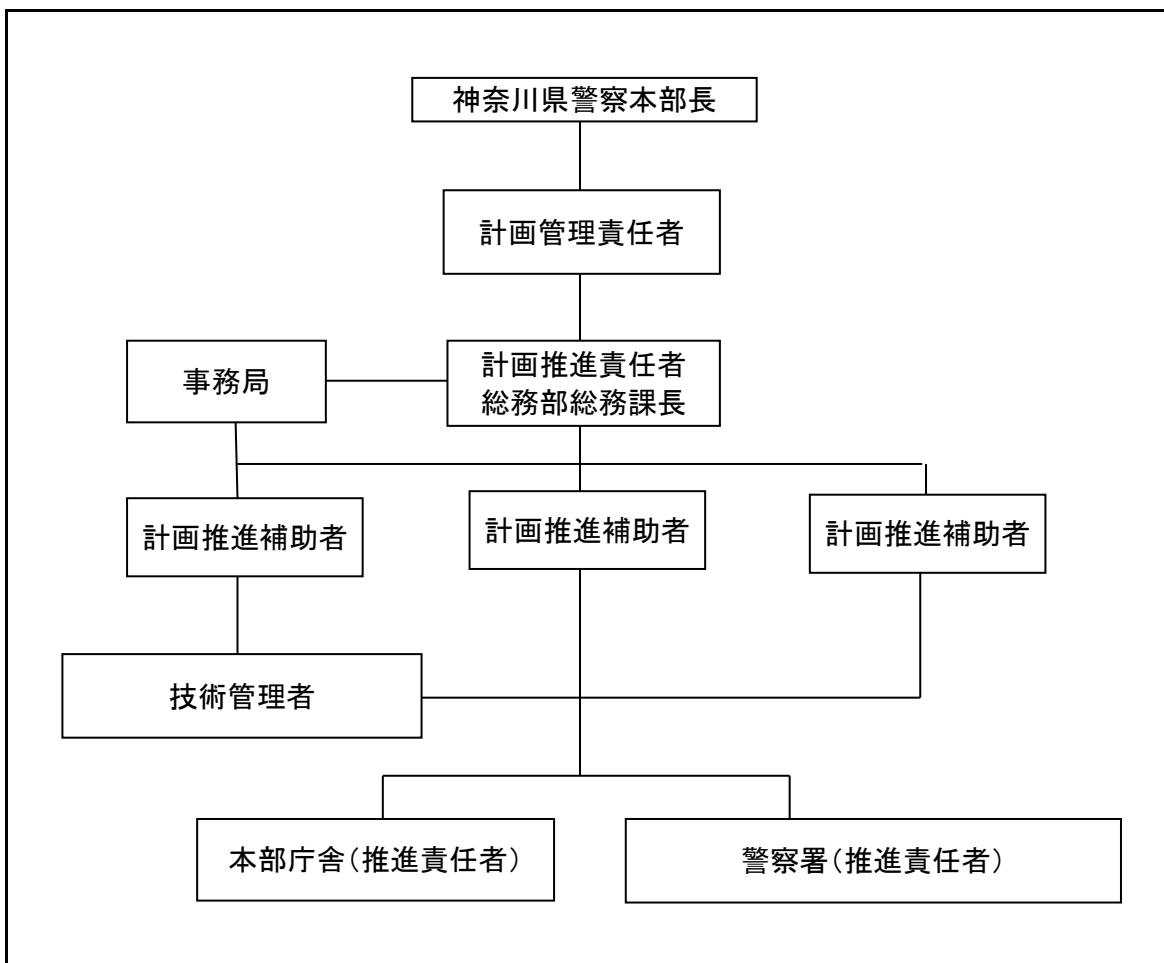 神奈川県警察本部長
計画管理責任者
事務局
計画推進責任者
総務部総務課長
計画推進補助者
計画推進補助者
計画推進補助者
技術管理者
本部庁舎(推進責任者)
警察署(推進責任者)